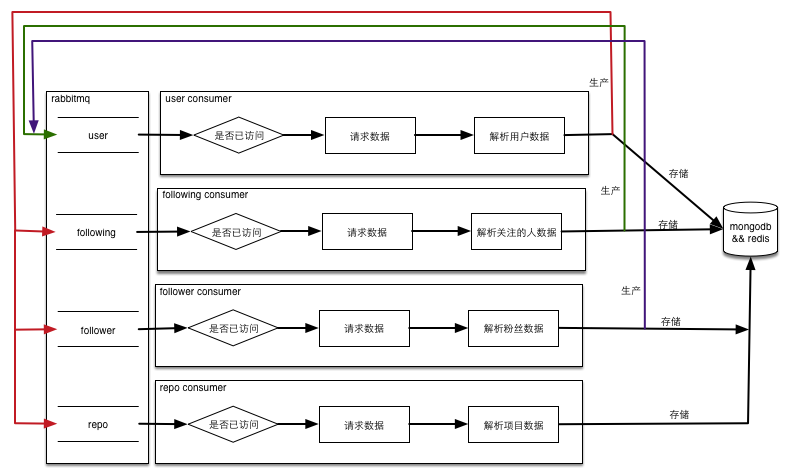 生产
rabbitmq
user consumer
user
是否已访问
请求数据
解析用户数据
存储
following consumer
生产
following
是否已访问
请求数据
解析关注的人数据
存储
mongodb
&& redis
follower consumer
生产
follower
是否已访问
请求数据
解析粉丝数据
存储
repo consumer
repo
是否已访问
请求数据
解析项目数据
存储